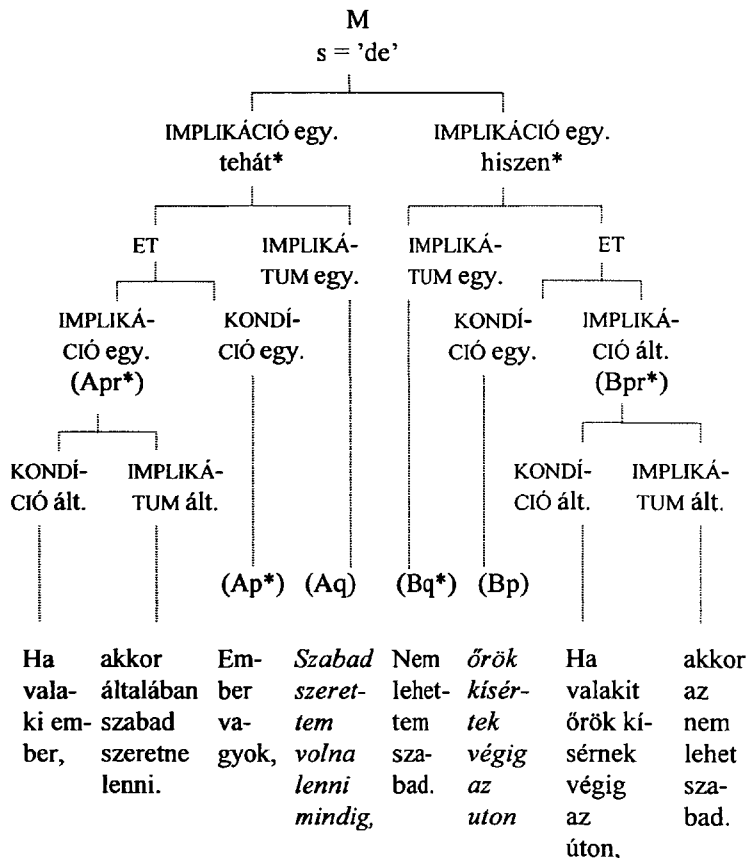 M
s = ’de’
IMPLIKÁCIÓ egy. IMPLIKÁCIÓ egy.
tehát* hiszen*
ET IMPLIKÁ- IMPLIKÁ- ET
TUM egy. TUM egy.
IMPLIKÁ- KONDÍ- KONDÍ- IMPLIKÁ-
CIÓ egy. CIÓ egy. CIÓ egy. CIÓ ált.
(Apr*) (Bpr*)
KONDÍ- IMPLIKÁ- KONDÍ- IMPLIKÁ-
CIÓ ált. TUM ált. CIÓ ált. TUM ált.
(Ap*) (Aq) (Bq*) (Bp)
Ha akkor Em- Szabad Nem őrök Ha akkor
vala- általában ber szeret- lehet- kísér- valakit az
ki em- szabad va- tem tem tek őrök kí- nem
ber, szeretne gyok, volna sza- végig sérnek lehet
lenni. lenni bad. az végig sza-
mindig, uton az bad.
úton,